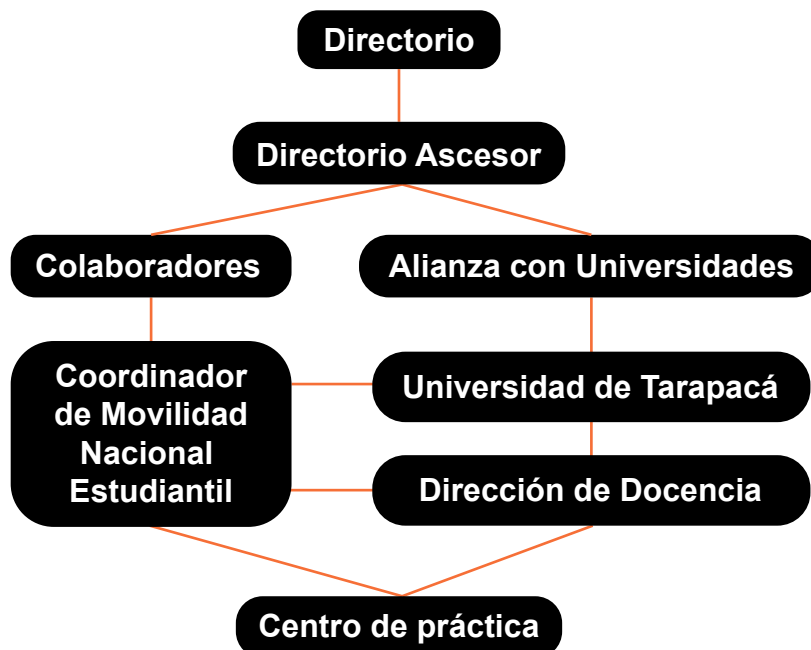 Directorio
Directorio Ascesor
Colaboradores
Alianza con Universidades
Coordinador
de Movilidad
Nacional
Estudiantil
Universidad de Tarapacá
Dirección de Docencia
Centro de práctica